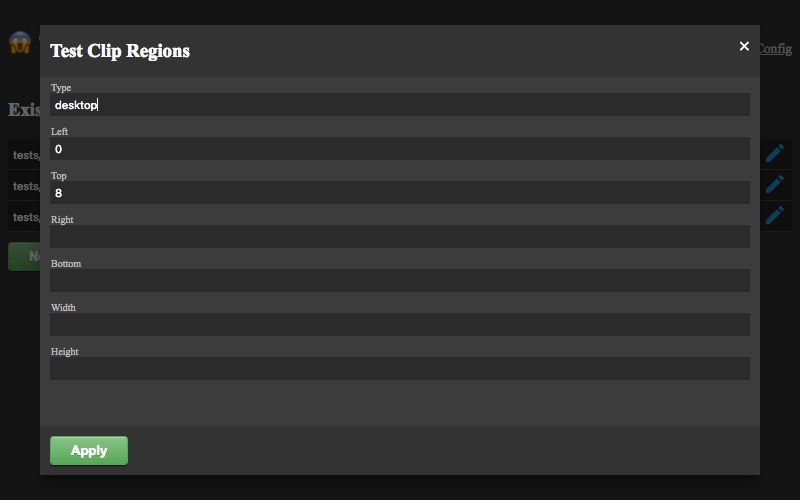 Test Clip Regions
×
Config
Type
desktop
Left
0
Top
8
Right
Bottom
Width
Height
Exis
tests/
tests/
tests/
Apply